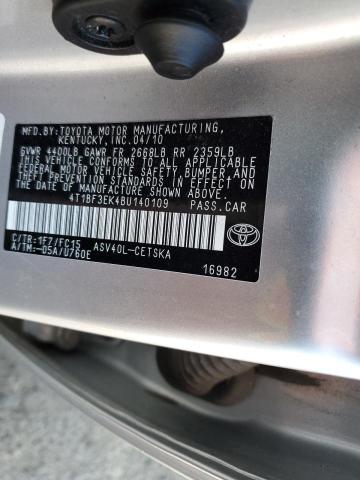 MFD.BY:TOYOTA MOTOR MANUFACTURING,
KENTUCKY,INC.04/10
GVWR 4400LB GAWR FR 2668LB RR 2359LB
THIS VEHICLE CONFORMS TO ALL APPLICABLE
FEDERAL MOTOR VEHICLE SAFETY,BUMPER,AND
THEFT PREVENTION STANDARDS IN EFFECT ON
THE DATE OF MANUFACTURE SHOWN ABOVE.
4T1BF3EK4BU140109 PASS.CAR
C/TR:1F7/FC15 ASV40L-CETSKA
A/TM:-05A/U760E
TOYOTA
16982